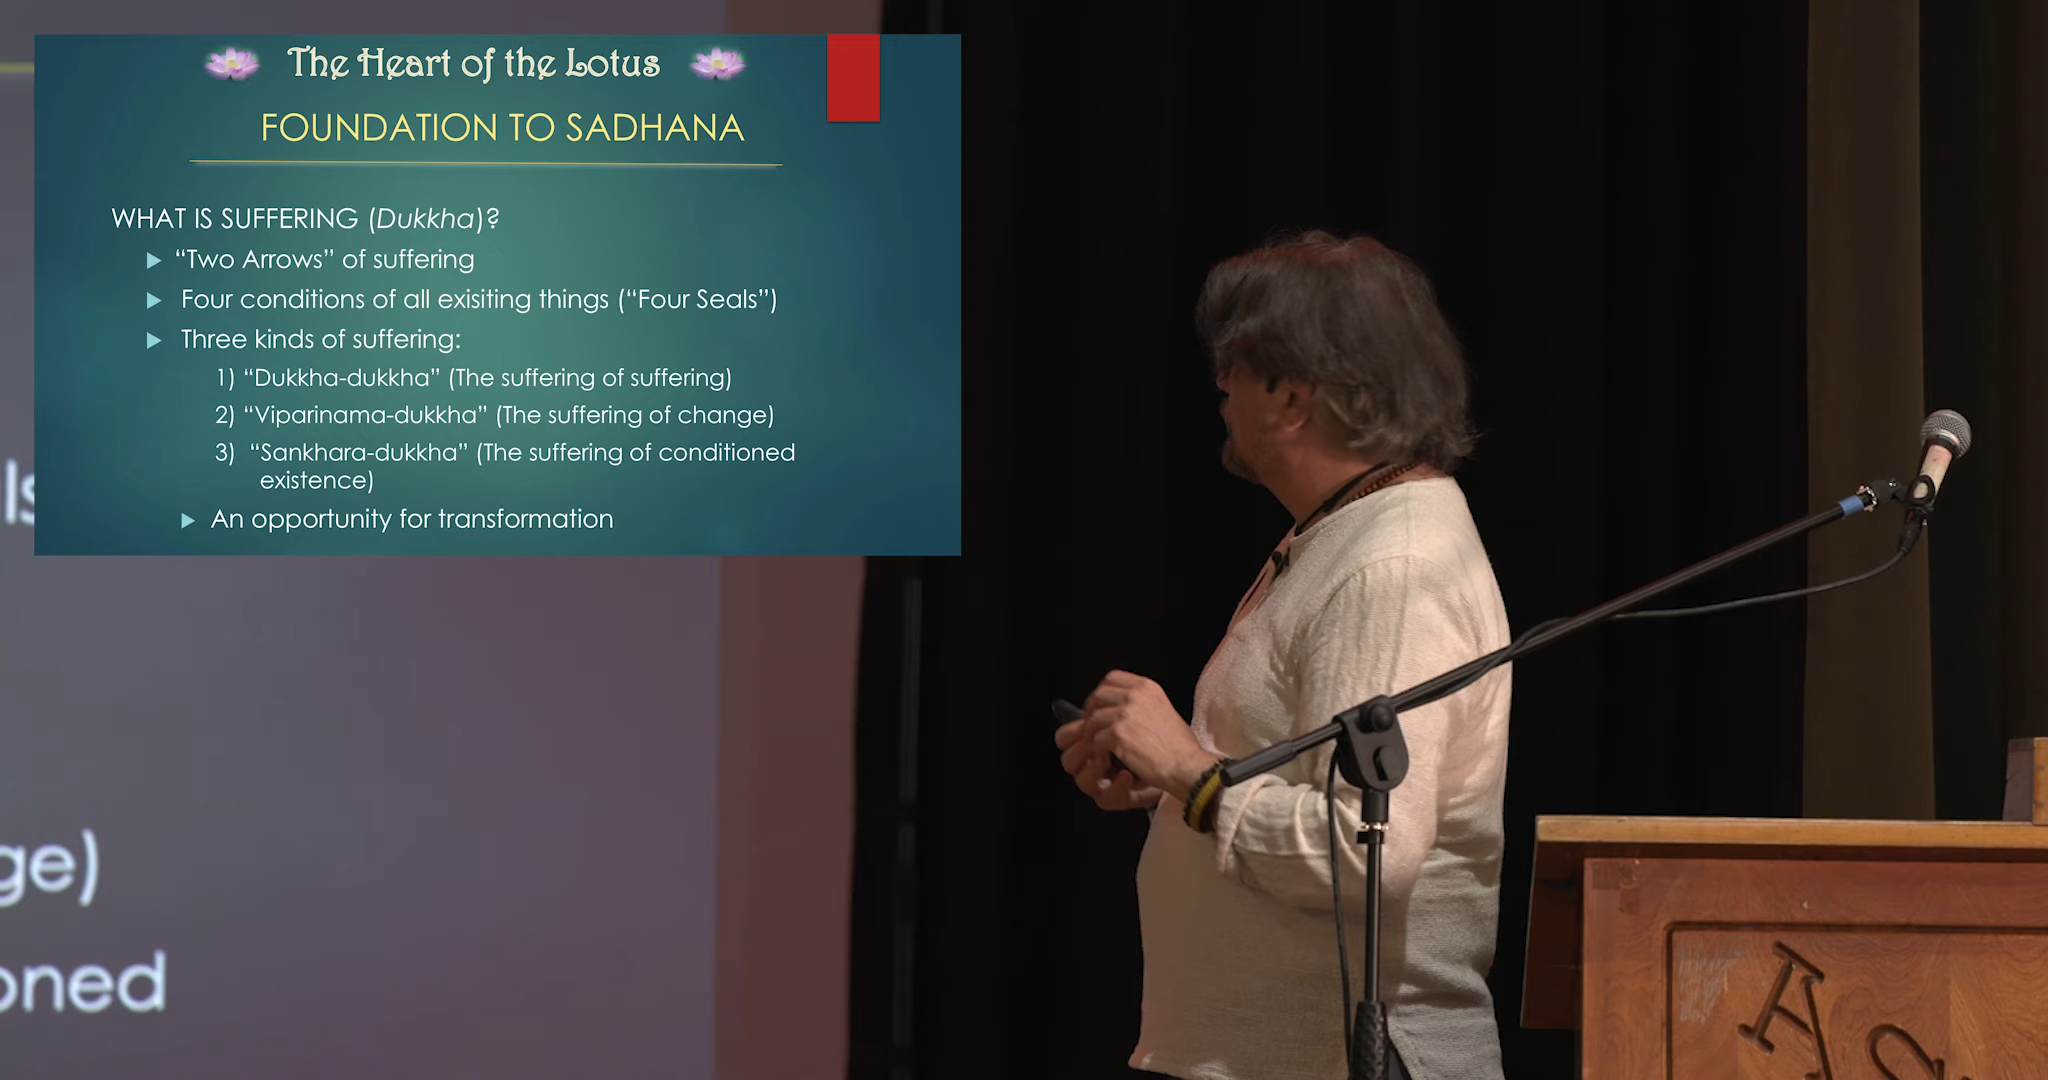 The Heart of the Lotus
FOUNDATION TO SADHANA
WHAT IS SUFFERING (Dukkha)?
▶ “Two Arrows” of suffering
▶ Four conditions of all exisiting things (“Four Seals”)
▶ Three kinds of suffering:
1) “Dukkha-dukkha” (The suffering of suffering)
2) “Viparinama-dukkha” (The suffering of change)
3) “Sankhara-dukkha” (The suffering of conditioned
existence)
▶ An opportunity for transformation
ls
ge)
oned
AS